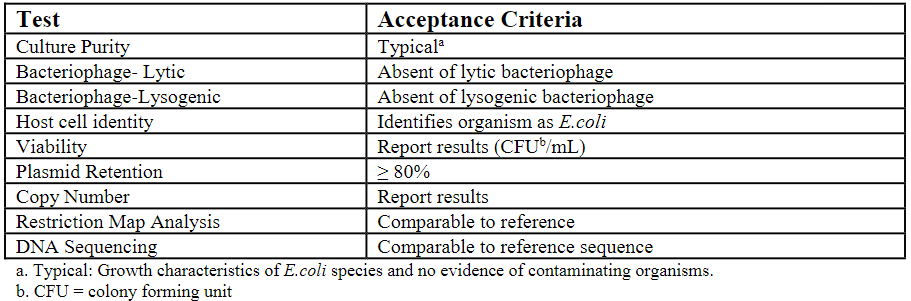 Test Acceptance Criteria
Culture Purity Typicalᵃ
Bacteriophage- Lytic Absent of lytic bacteriophage
Bacteriophage-Lysogenic Absent of lysogenic bacteriophage
Host cell identity Identifies organism as E.coli
Viability Report results (CFUᵇ/mL)
Plasmid Retention ≥ 80%
Copy Number Report results
Restriction Map Analysis Comparable to reference
DNA Sequencing Comparable to reference sequence
a. Typical: Growth characteristics of E.coli species and no evidence of contaminating organisms.
b. CFU = colony forming unit